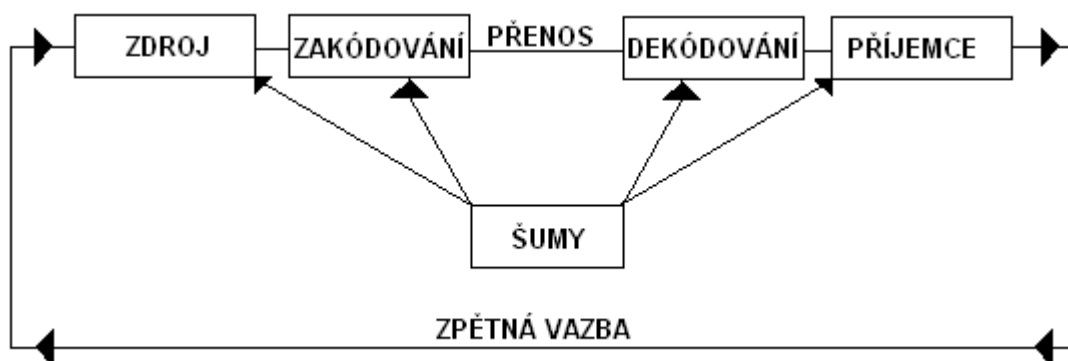 ZDROJ
ZAKÓDOVÁNÍ
PŘENOS
DEKÓDOVÁNÍ
PŘÍJEMCE
ŠUMY
ZPĚTNÁ VAZBA